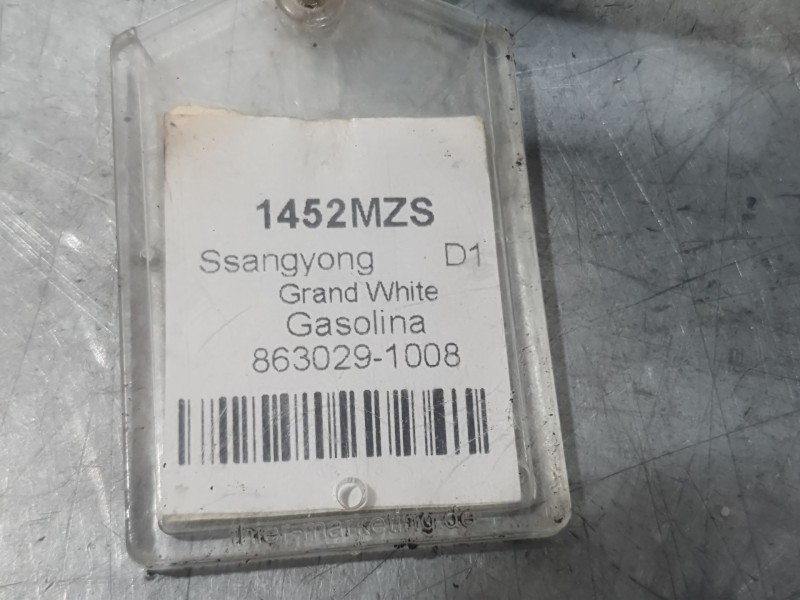 1452MZS
Ssangyong D1
Grand White
Gasolina
863029-1008